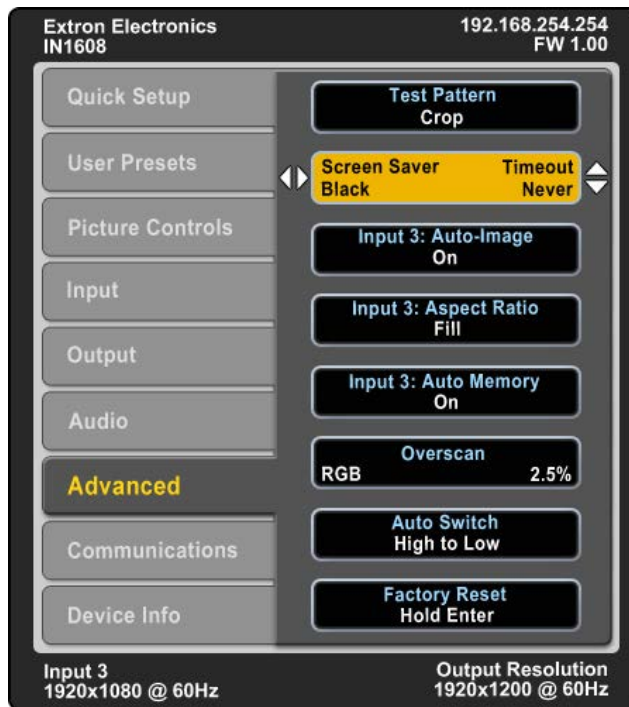 Extron Electronics
IN1608
192.168.254.254
FW 1.00
Quick Setup
User Presets
Picture Controls
Input
Output
Audio
Advanced
Communications
Device Info
Test Pattern
Crop
Screen Saver Timeout
Black Never
Input 3: Auto-Image
On
Input 3: Aspect Ratio
Fill
Input 3: Auto Memory
On
Overscan
RGB 2.5%
Auto Switch
High to Low
Factory Reset
Hold Enter
Input 3
1920x1080 @ 60Hz
Output Resolution
1920x1200 @ 60Hz